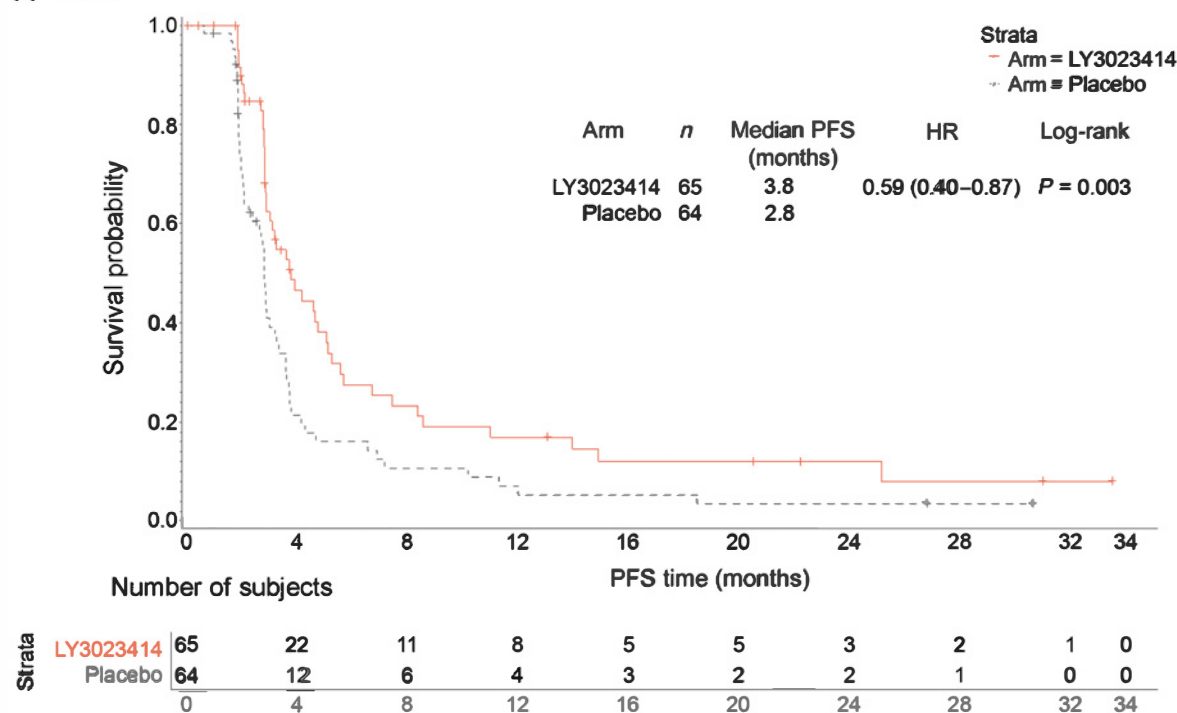 1.0
0.8
0.6
0.4
0.2
0.0
Survival probability
Strata
Arm = LY3023414
Arm = Placebo
Arm n Median PFS (months) HR Log-rank
LY3023414 65 3.8 0.59 (0.40–0.87) P = 0.003
Placebo 64 2.8
0 4 8 12 16 20 24 28 32 34
PFS time (months)
Number of subjects
Strata
LY3023414 65 22 11 8 5 5 3 2 1 0
Placebo 64 12 6 4 3 2 2 1 0 0
0 4 8 12 16 20 24 28 32 34